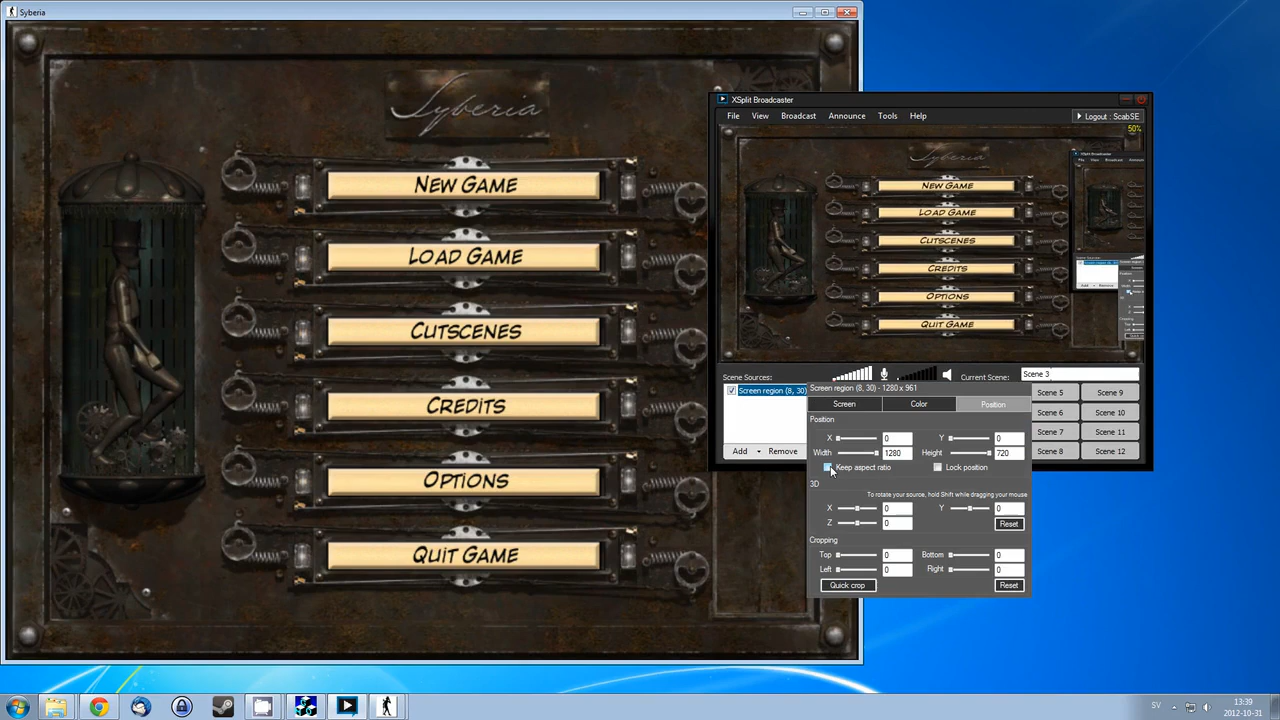 Syberia
Syberia
NEW GAME
LOAD GAME
CUTSCENES
CREDITS
OPTIONS
QUIT GAME
XSplit Broadcaster
File View Broadcast Announce Tools Help Logout : ScabSE
50%
Syberia
NEW GAME
LOAD GAME
CUTSCENES
CREDITS
OPTIONS
QUIT GAME
Scene Sources: Current Scene: Scene 3
Screen region (8, 30)
Add Remove
Scene 5 Scene 9
Scene 6 Scene 10
Scene 7 Scene 11
Scene 8 Scene 12
Screen region (8, 30) - 1280 x 961
Screen Color Position
Position
X 0 Y 0
Width 1280 Height 720
Keep aspect ratio Lock position
3D
To rotate your source, hold Shift while dragging your mouse
X 0 Y 0
Z 0 Reset
Cropping
Top 0 Bottom 0
Left 0 Right 0
Quick crop Reset
SV 13:39
2012-10-31